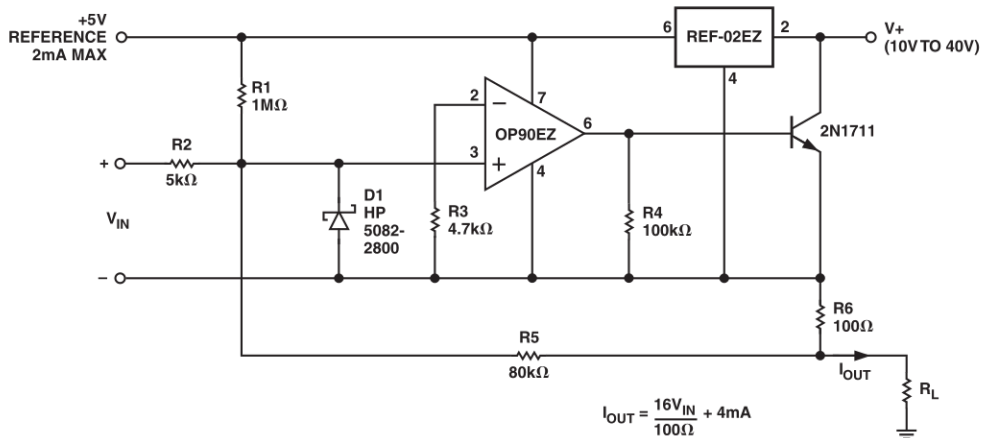 +5V
REFERENCE
2mA MAX
6
REF-02EZ
2
V+
(10V TO 40V)
4
R1
1MΩ
2
−
7
OP90EZ
6
2N1711
R2
5kΩ
3
+
4
+
V_IN
−
D1
HP
5082-
2800
R3
4.7kΩ
R4
100kΩ
R6
100Ω
R5
80kΩ
I_OUT
R_L
I_OUT = 16V_IN / 100Ω + 4mA